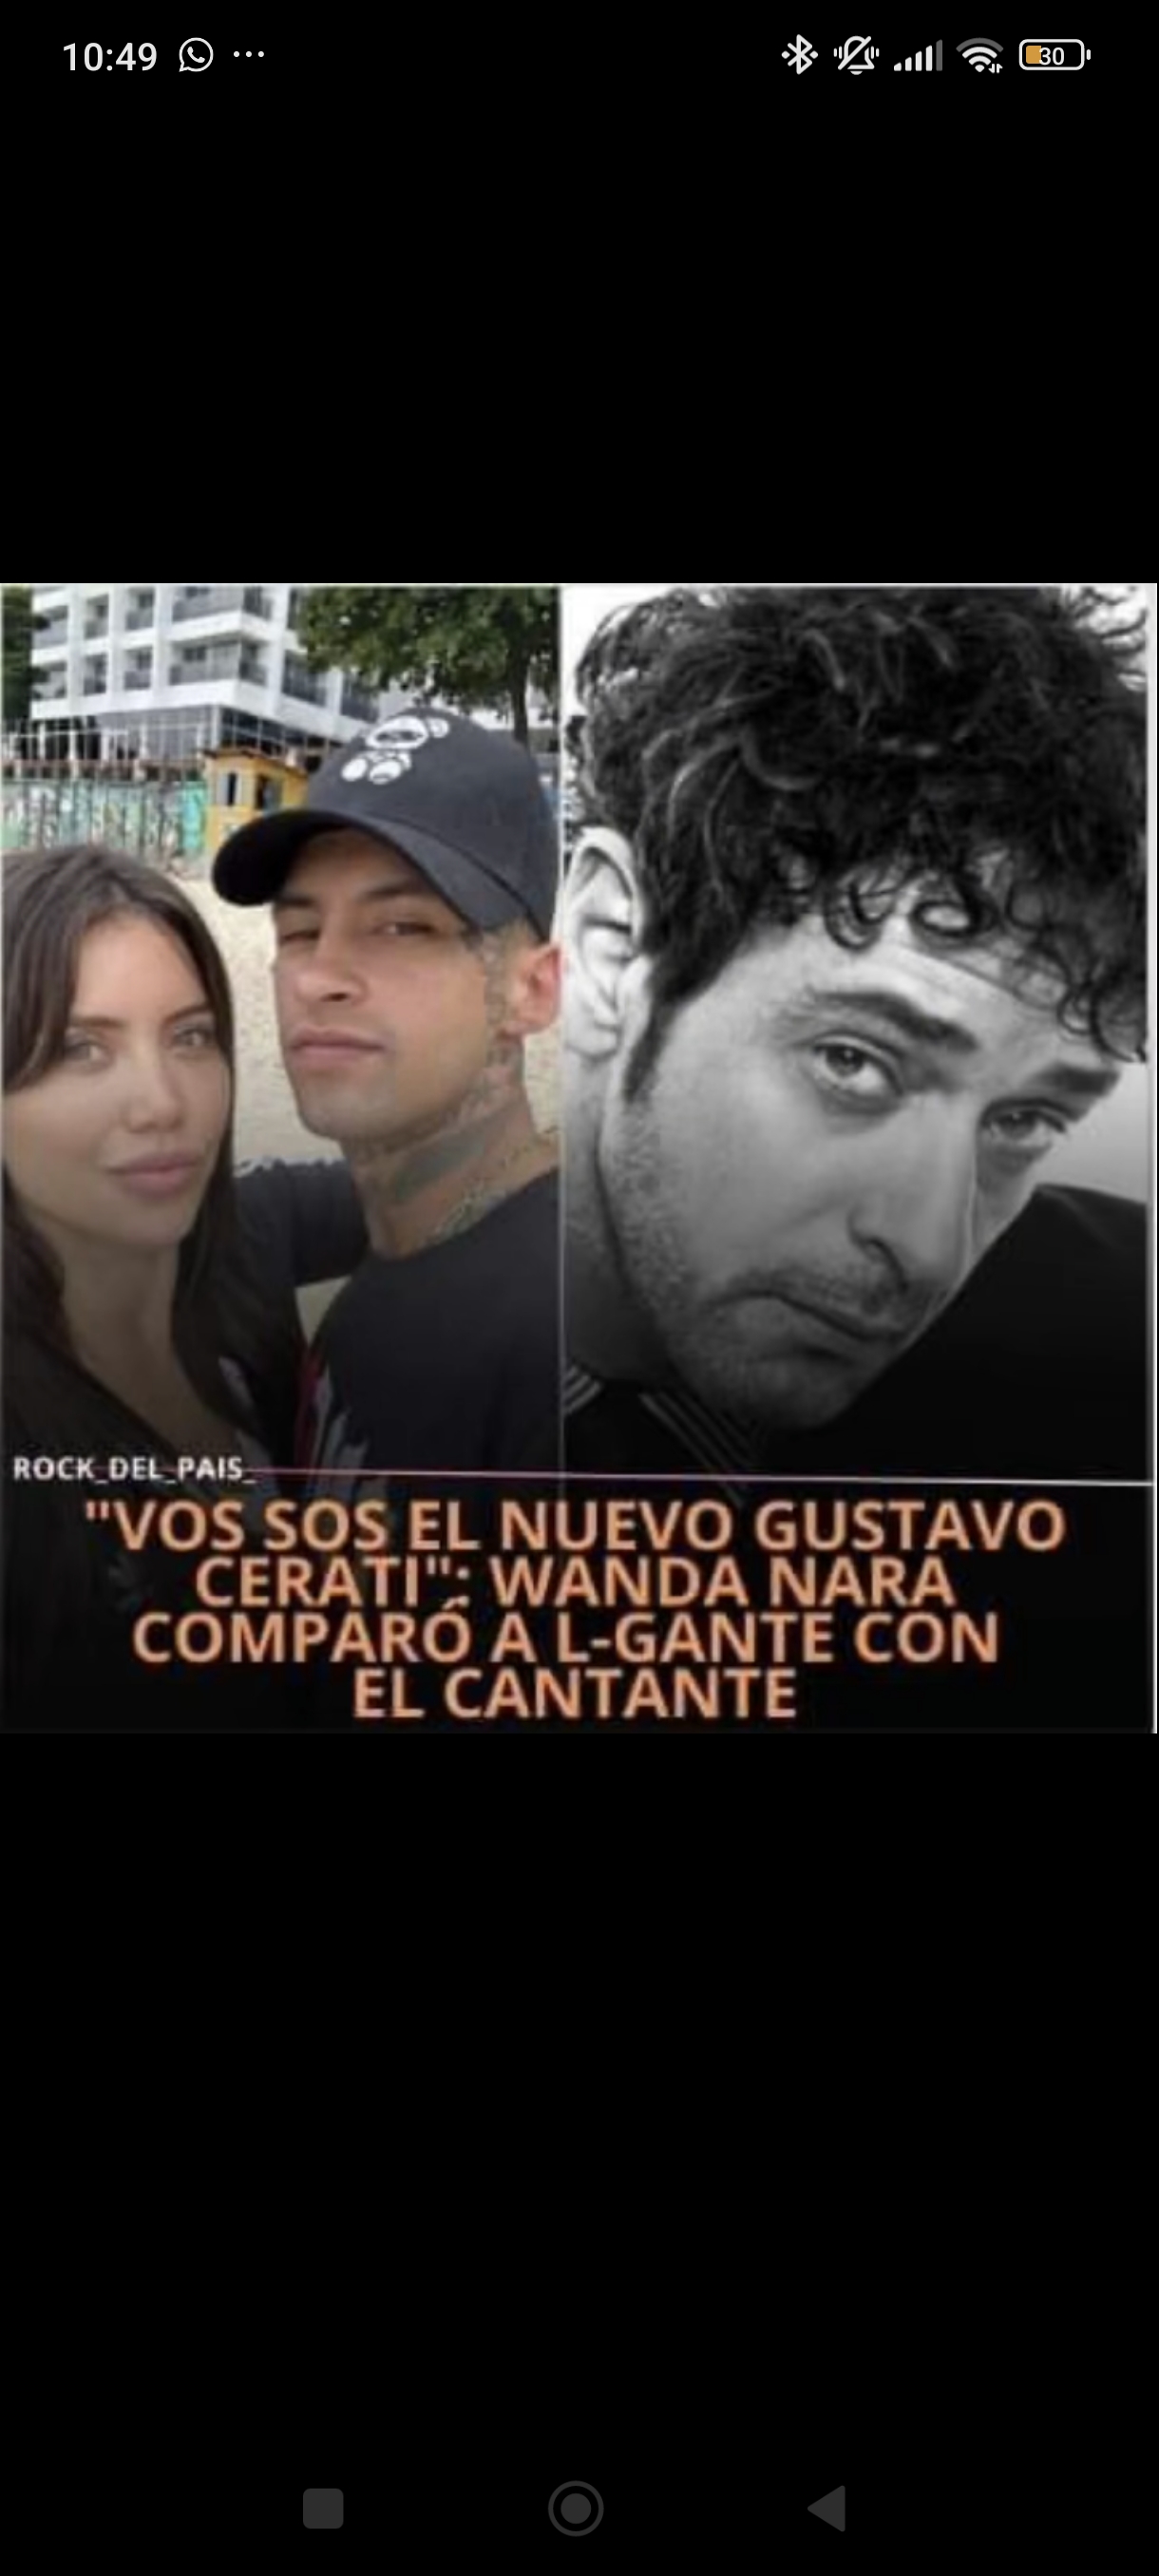 10:49
30
ROCK_DEL_PAIS_
"VOS SOS EL NUEVO GUSTAVO
CERATI": WANDA NARA
COMPARÓ A L-GANTE CON
EL CANTANTE